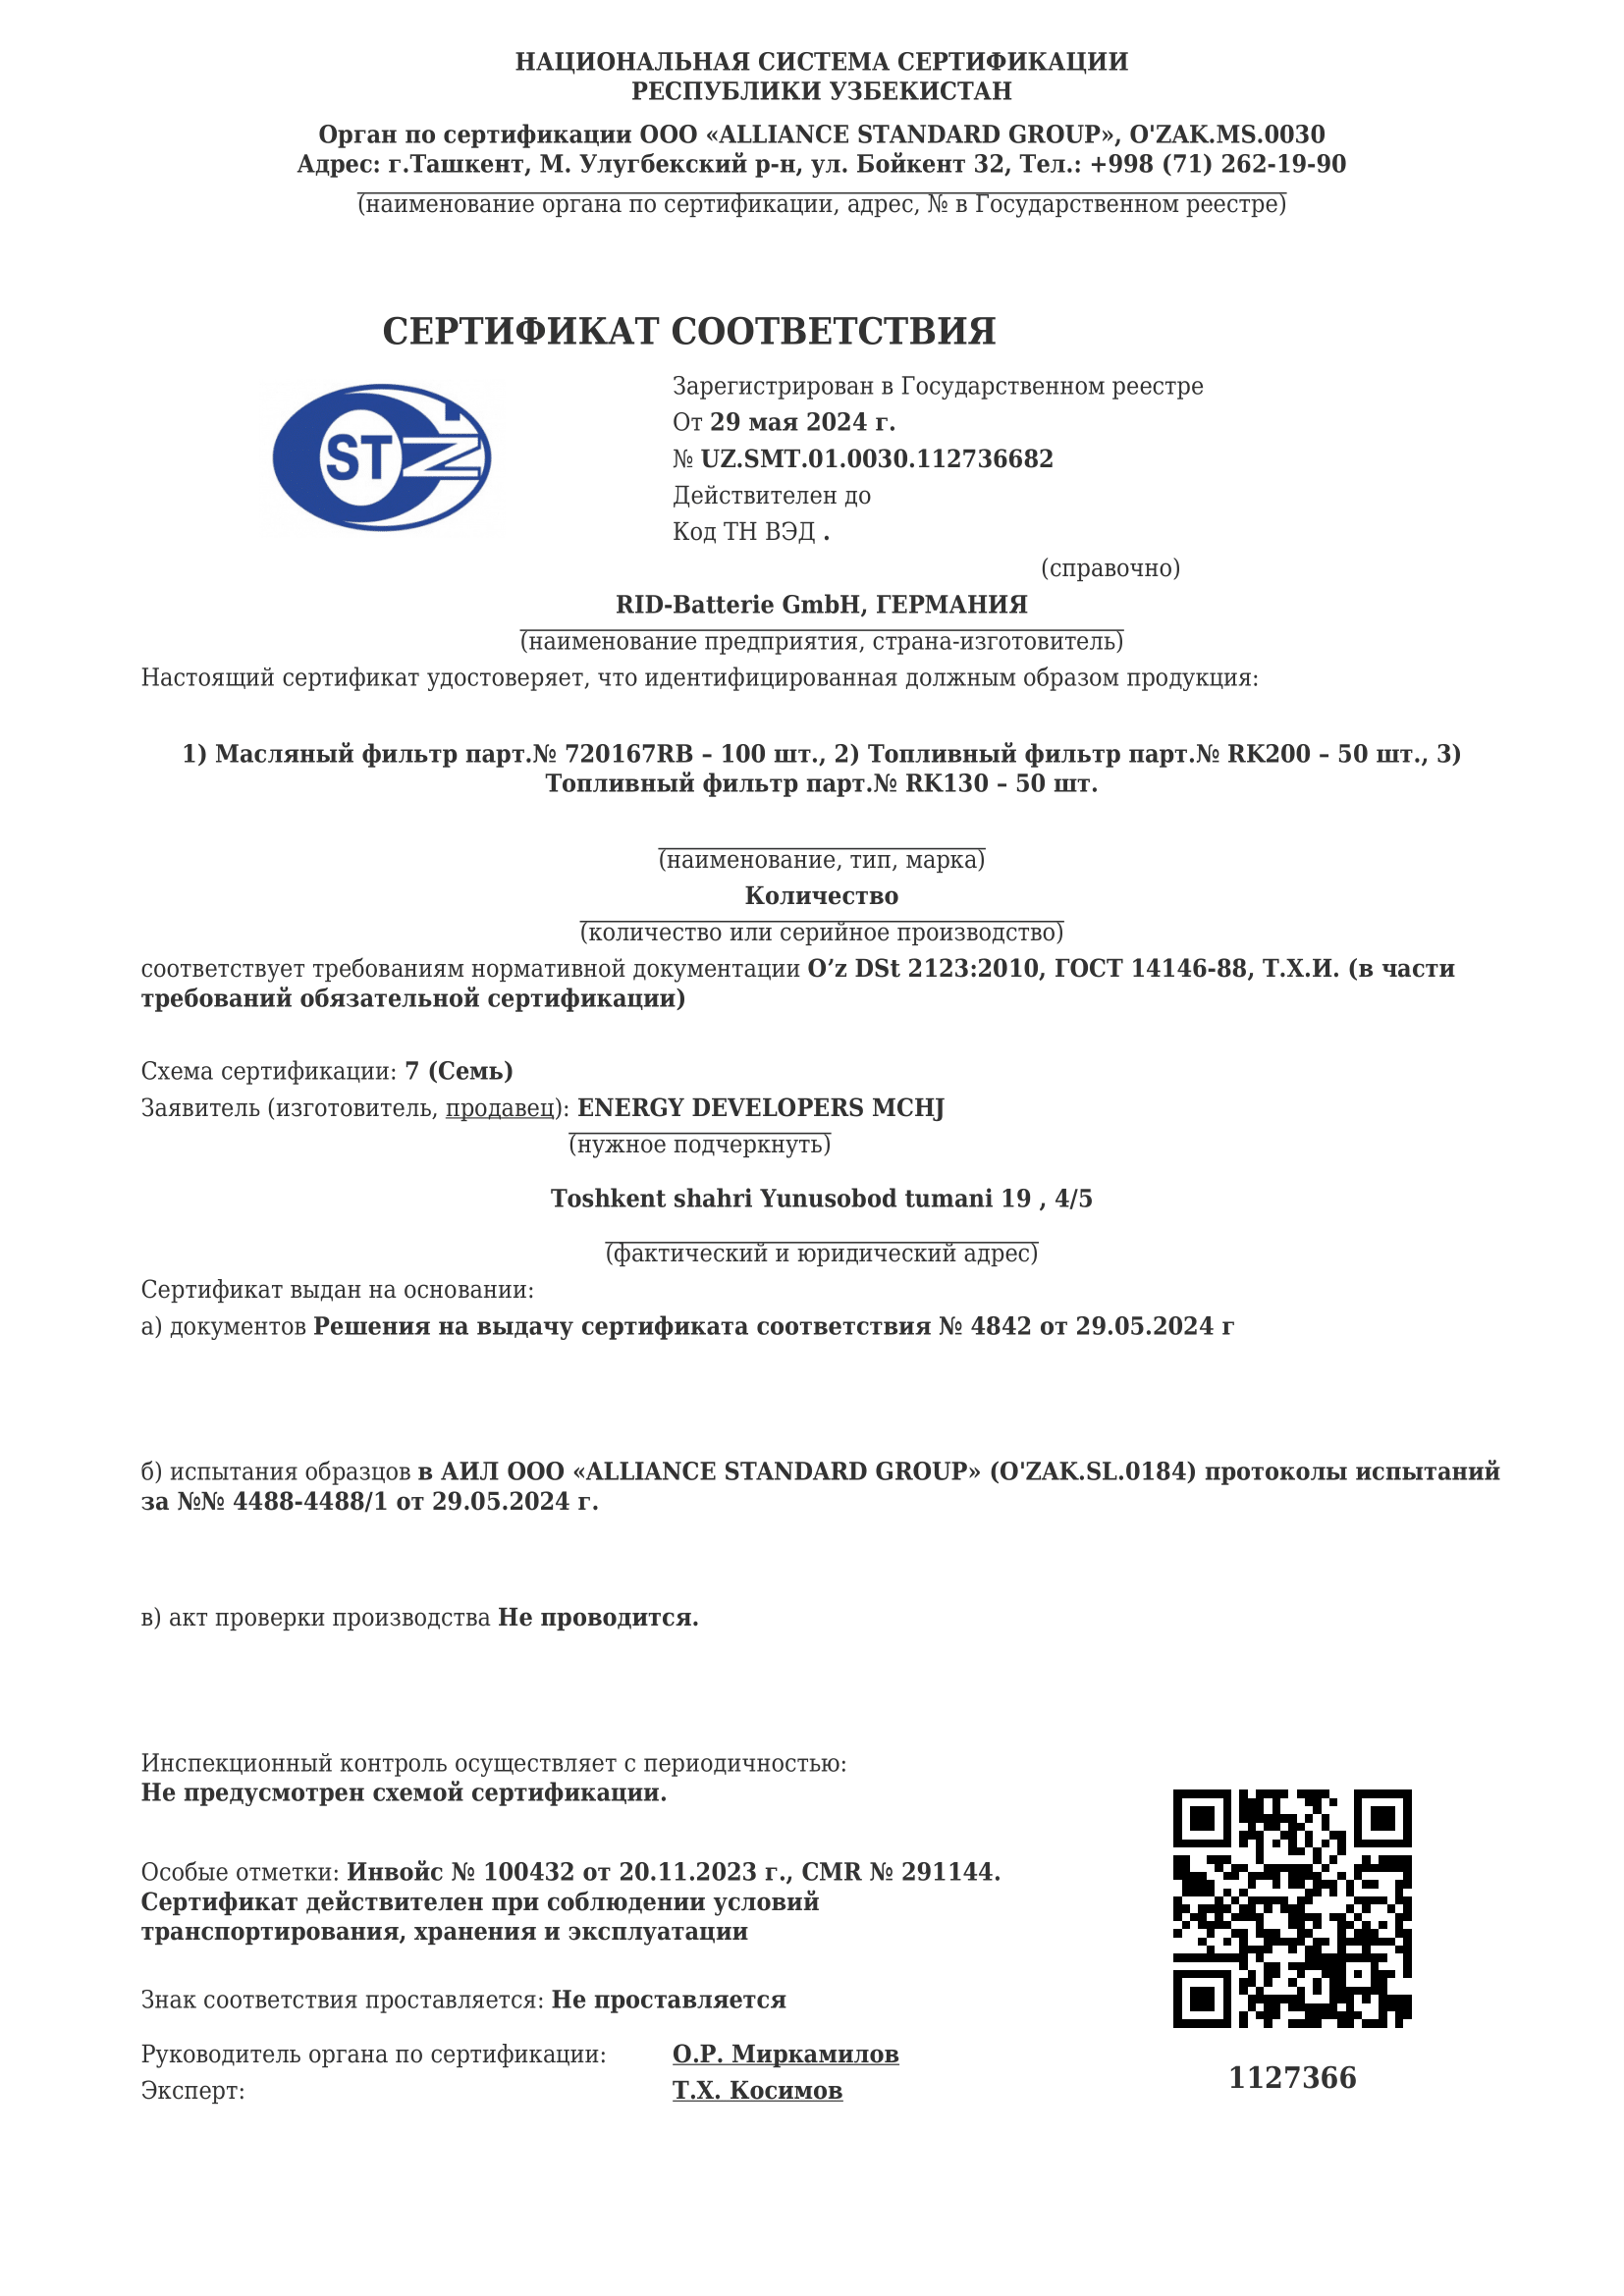 НАЦИОНАЛЬНАЯ СИСТЕМА СЕРТИФИКАЦИИ
РЕСПУБЛИКИ УЗБЕКИСТАН
Орган по сертификации ООО «ALLIANCE STANDARD GROUP», O'ZAK.MS.0030
Адрес: г.Ташкент, М. Улугбекский р-н, ул. Бойкент 32, Тел.: +998 (71) 262-19-90
(наименование органа по сертификации, адрес, № в Государственном реестре)
СЕРТИФИКАТ СООТВЕТСТВИЯ
ST
Зарегистрирован в Государственном реестре
От 29 мая 2024 г.
№ UZ.SMT.01.0030.112736682
Действителен до
Код ТН ВЭД .
(справочно)
RID-Batterie GmbH, ГЕРМАНИЯ
(наименование предприятия, страна-изготовитель)
Настоящий сертификат удостоверяет, что идентифицированная должным образом продукция:
1) Масляный фильтр парт.№ 720167RB – 100 шт., 2) Топливный фильтр парт.№ RK200 – 50 шт., 3)
Топливный фильтр парт.№ RK130 – 50 шт.
(наименование, тип, марка)
Количество
(количество или серийное производство)
соответствует требованиям нормативной документации O’z DSt 2123:2010, ГОСТ 14146-88, Т.Х.И. (в части
требований обязательной сертификации)
Схема сертификации: 7 (Семь)
Заявитель (изготовитель, продавец): ENERGY DEVELOPERS MCHJ
(нужное подчеркнуть)
Toshkent shahri Yunusobod tumani 19 , 4/5
(фактический и юридический адрес)
Сертификат выдан на основании:
а) документов Решения на выдачу сертификата соответствия № 4842 от 29.05.2024 г
б) испытания образцов в АИЛ ООО «ALLIANCE STANDARD GROUP» (O'ZAK.SL.0184) протоколы испытаний
за №№ 4488-4488/1 от 29.05.2024 г.
в) акт проверки производства Не проводится.
Инспекционный контроль осуществляет с периодичностью:
Не предусмотрен схемой сертификации.
Особые отметки: Инвойс № 100432 от 20.11.2023 г., CMR № 291144.
Сертификат действителен при соблюдении условий
транспортирования, хранения и эксплуатации
Знак соответствия проставляется: Не проставляется
Руководитель органа по сертификации: О.Р. Миркамилов
Эксперт: Т.Х. Косимов
1127366